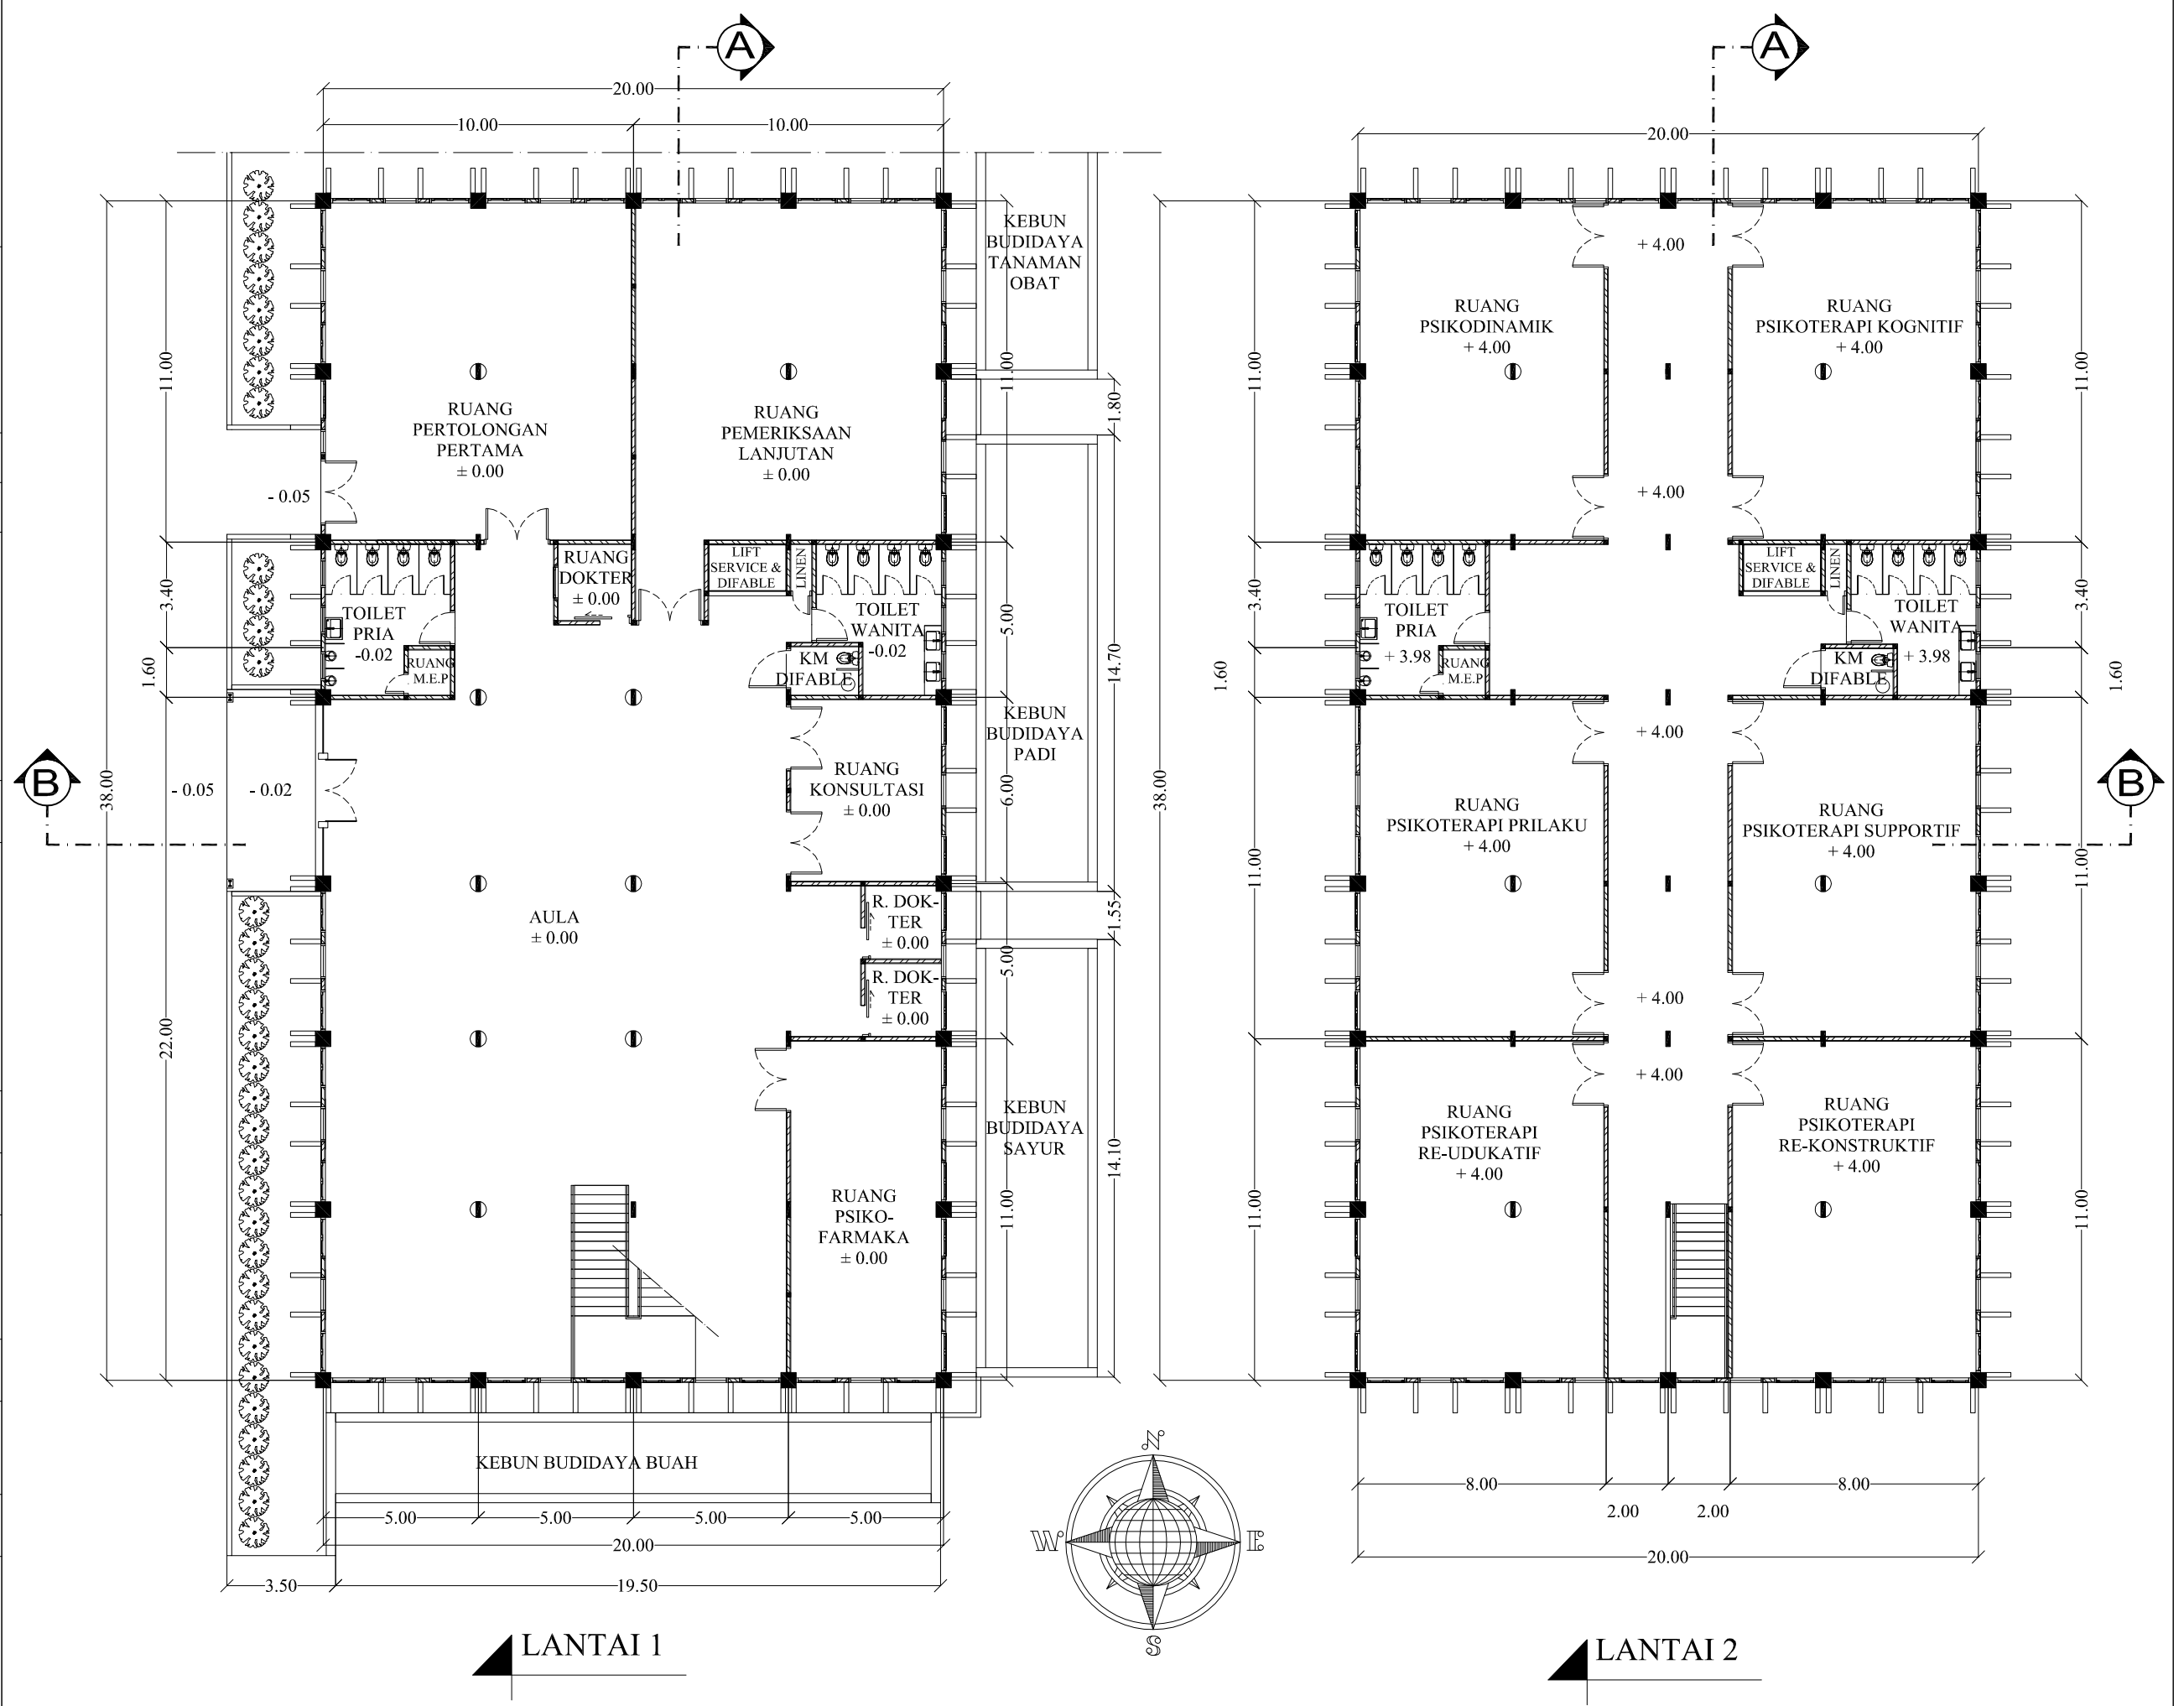 A
20.00
10.00
10.00
11.00
3.40
1.60
38.00
22.00
RUANG
PERTOLONGAN
PERTAMA
± 0.00
RUANG
PEMERIKSAAN
LANJUTAN
± 0.00
KEBUN
BUDIDAYA
TANAMAN
OBAT
11.00
1.80
- 0.05
TOILET
PRIA
-0.02
RUANG
M.E.P
RUANG
DOKTER
± 0.00
LIFT
SERVICE &
DIFABLE
LINEN
TOILET
WANITA
-0.02
KM
DIFABLE
5.00
14.70
KEBUN
BUDIDAYA
PADI
B
- 0.05
- 0.02
RUANG
KONSULTASI
± 0.00
6.00
AULA
± 0.00
R. DOK-
TER
± 0.00
R. DOK-
TER
± 0.00
1.55
5.00
KEBUN
BUDIDAYA
SAYUR
14.10
11.00
RUANG
PSIKO-
FARMAKA
± 0.00
KEBUN BUDIDAYA BUAH
5.00
5.00
5.00
5.00
20.00
3.50
19.50
LANTAI 1
N
W
E
S
A
20.00
38.00
11.00
3.40
1.60
11.00
11.00
+ 4.00
RUANG
PSIKODINAMIK
+ 4.00
RUANG
PSIKOTERAPI KOGNITIF
+ 4.00
+ 4.00
TOILET
PRIA
+ 3.98
RUANG
M.E.P
LIFT
SERVICE &
DIFABLE
LINEN
TOILET
WANITA
+ 3.98
KM
DIFABLE
+ 4.00
RUANG
PSIKOTERAPI PRILAKU
+ 4.00
RUANG
PSIKOTERAPI SUPPORTIF
+ 4.00
B
+ 4.00
+ 4.00
RUANG
PSIKOTERAPI
RE-UDUKATIF
+ 4.00
RUANG
PSIKOTERAPI
RE-KONSTRUKTIF
+ 4.00
11.00
3.40
1.60
11.00
11.00
8.00
2.00
2.00
8.00
20.00
LANTAI 2